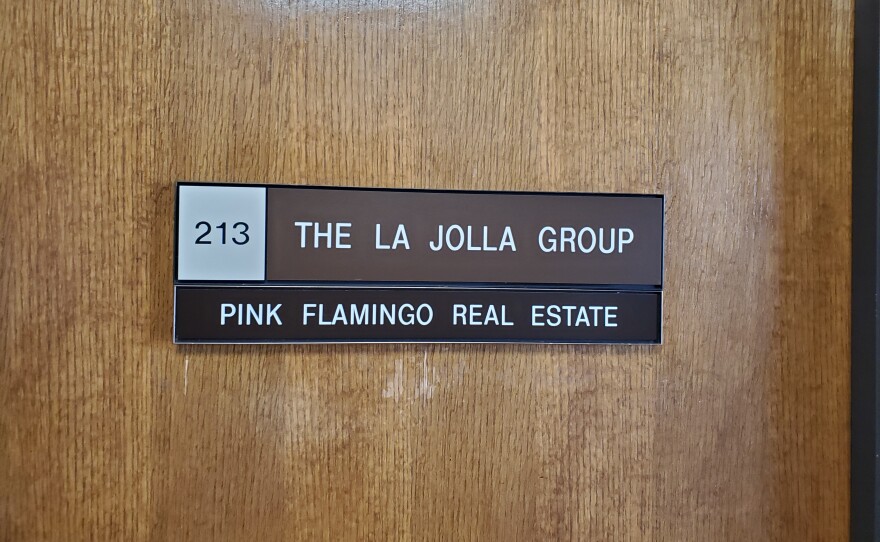 213 THE LA JOLLA GROUP
PINK FLAMINGO REAL ESTATE